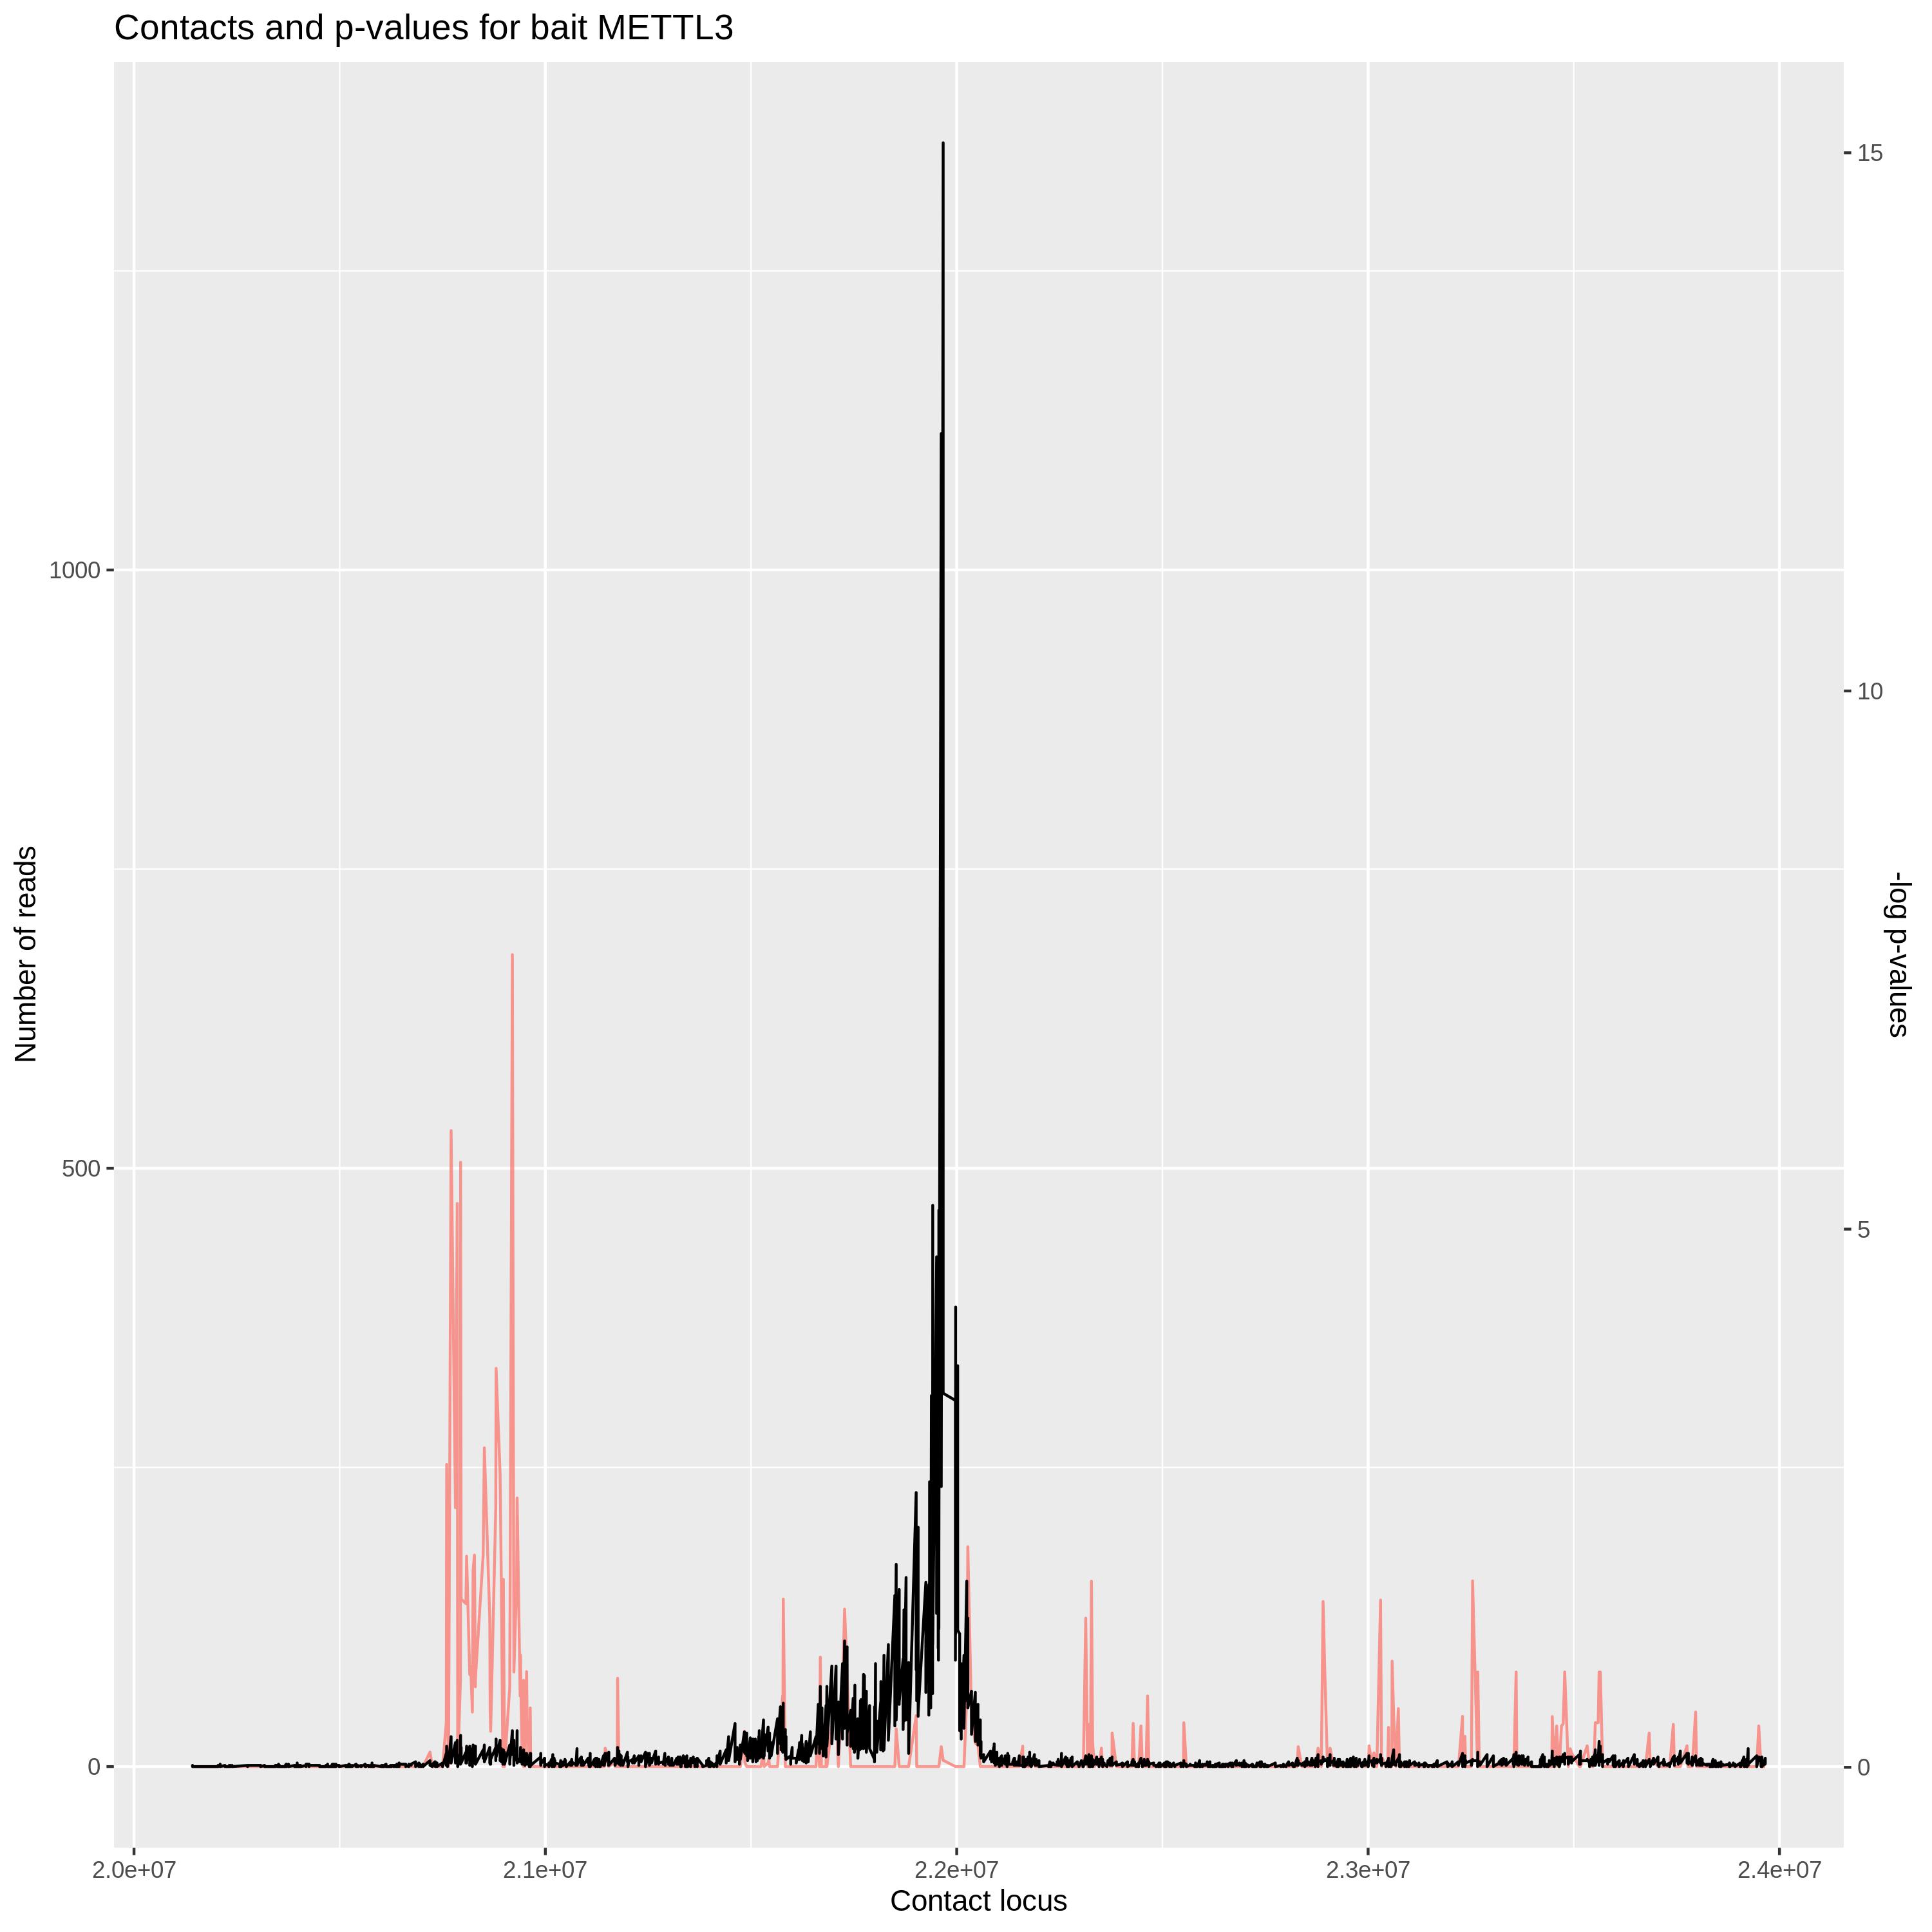 Contacts and p-values for bait METTL3
15
1000
10
Number of reads
-log p-values
500
5
0
0
2.0e+07
2.1e+07
2.2e+07
2.3e+07
2.4e+07
Contact locus